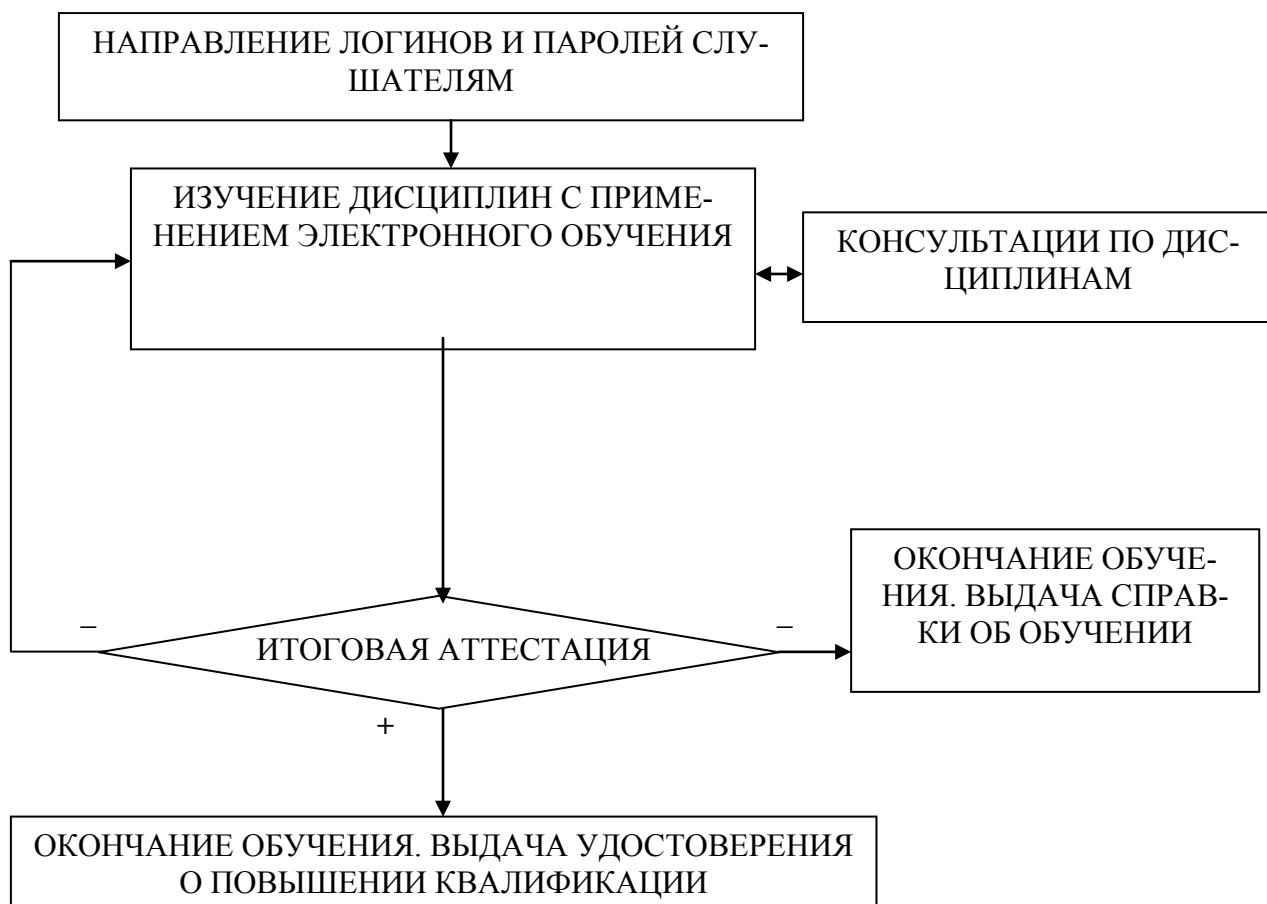 НАПРАВЛЕНИЕ ЛОГИНОВ И ПАРОЛЕЙ СЛУ-
ШАТЕЛЯМ
ИЗУЧЕНИЕ ДИСЦИПЛИН С ПРИМЕ-
НЕНИЕМ ЭЛЕКТРОННОГО ОБУЧЕНИЯ
КОНСУЛЬТАЦИИ ПО ДИС-
ЦИПЛИНАМ
ОКОНЧАНИЕ ОБУЧЕ-
НИЯ. ВЫДАЧА СПРАВ-
КИ ОБ ОБУЧЕНИИ
–
ИТОГОВАЯ АТТЕСТАЦИЯ
–
+
ОКОНЧАНИЕ ОБУЧЕНИЯ. ВЫДАЧА УДОСТОВЕРЕНИЯ
О ПОВЫШЕНИИ КВАЛИФИКАЦИИ